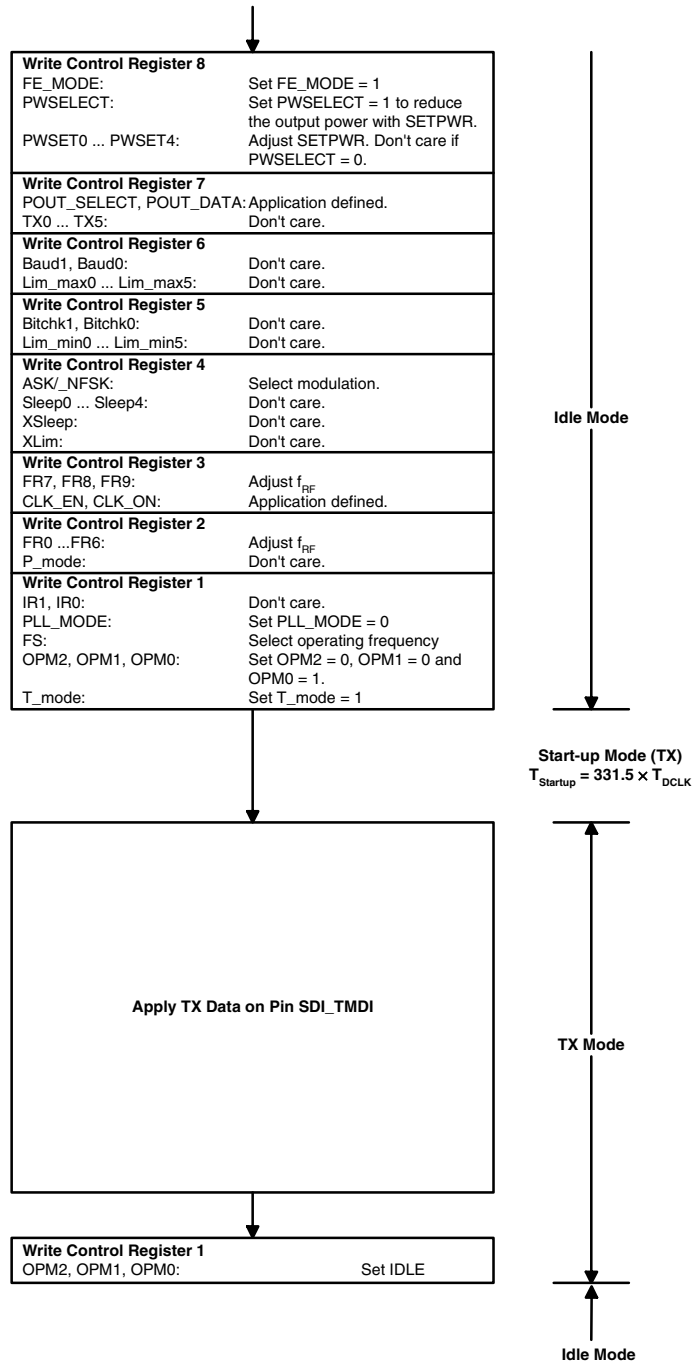 Write Control Register 8
FE_MODE: Set FE_MODE = 1
PWSELECT: Set PWSELECT = 1 to reduce
the output power with SETPWR.
PWSET0 ... PWSET4: Adjust SETPWR. Don't care if
PWSELECT = 0.
Write Control Register 7
POUT_SELECT, POUT_DATA: Application defined.
TX0 ... TX5: Don't care.
Write Control Register 6
Baud1, Baud0: Don't care.
Lim_max0 ... Lim_max5: Don't care.
Write Control Register 5
Bitchk1, Bitchk0: Don't care.
Lim_min0 ... Lim_min5: Don't care.
Write Control Register 4
ASK/_NFSK: Select modulation.
Sleep0 ... Sleep4: Don't care.
XSleep: Don't care.
XLim: Don't care.
Write Control Register 3
FR7, FR8, FR9: Adjust fRF
CLK_EN, CLK_ON: Application defined.
Write Control Register 2
FR0 ...FR6: Adjust fRF
P_mode: Don't care.
Write Control Register 1
IR1, IR0: Don't care.
PLL_MODE: Set PLL_MODE = 0
FS: Select operating frequency
OPM2, OPM1, OPM0: Set OPM2 = 0, OPM1 = 0 and
OPM0 = 1.
T_mode: Set T_mode = 1
Idle Mode
Start-up Mode (TX)
TStartup = 331.5 × TDCLK
Apply TX Data on Pin SDI_TMDI
TX Mode
Write Control Register 1
OPM2, OPM1, OPM0: Set IDLE
Idle Mode